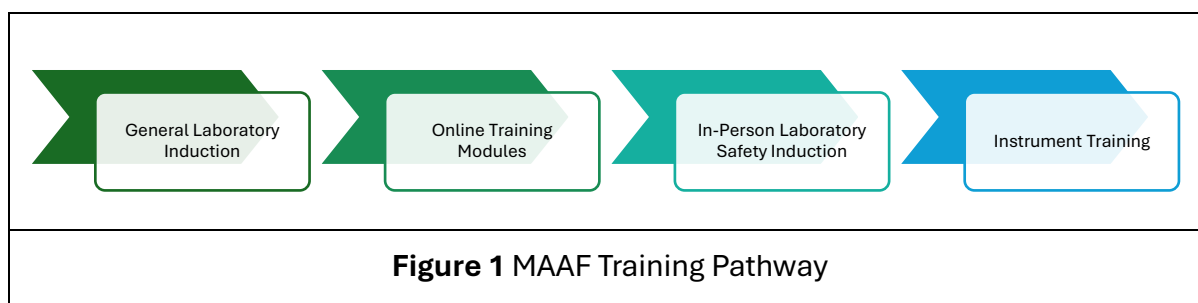 General Laboratory
Induction
Online Training
Modules
In-Person Laboratory
Safety Induction
Instrument Training
Figure 1 MAAF Training Pathway